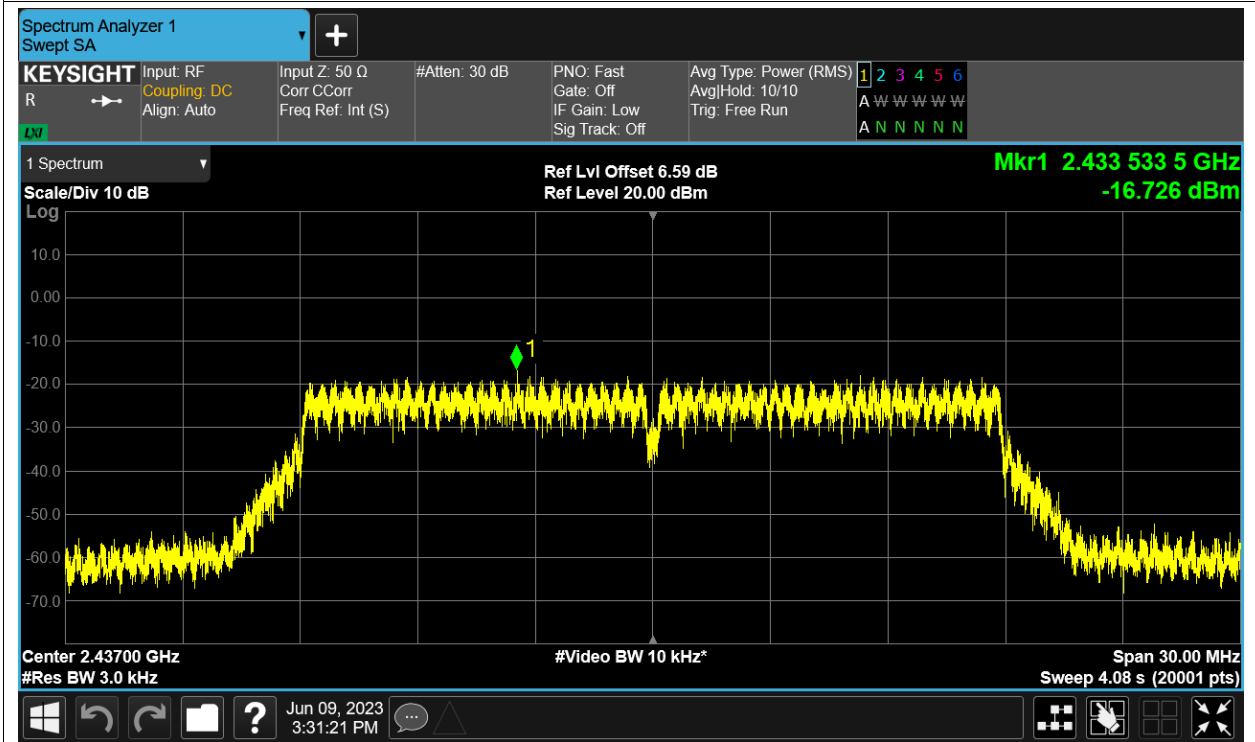 Spectrum Analyzer 1
Swept SA
KEYSIGHT
R
LXI
Input: RF
Coupling: DC
Align: Auto
Input Z: 50 Ω
Corr CCorr
Freq Ref: Int (S)
#Atten: 30 dB
PNO: Fast
Gate: Off
IF Gain: Low
Sig Track: Off
Avg Type: Power (RMS)
Avg|Hold: 10/10
Trig: Free Run
1 2 3 4 5 6
A W W W W W
A N N N N N
1 Spectrum
Scale/Div 10 dB
Log
Ref Lvl Offset 6.59 dB
Ref Level 20.00 dBm
Mkr1 2.433 533 5 GHz
-16.726 dBm
10.0
0.00
-10.0
1
-20.0
-30.0
-40.0
-50.0
-60.0
-70.0
Center 2.43700 GHz
#Res BW 3.0 kHz
#Video BW 10 kHz*
Span 30.00 MHz
Sweep 4.08 s (20001 pts)
?
Jun 09, 2023
3:31:21 PM